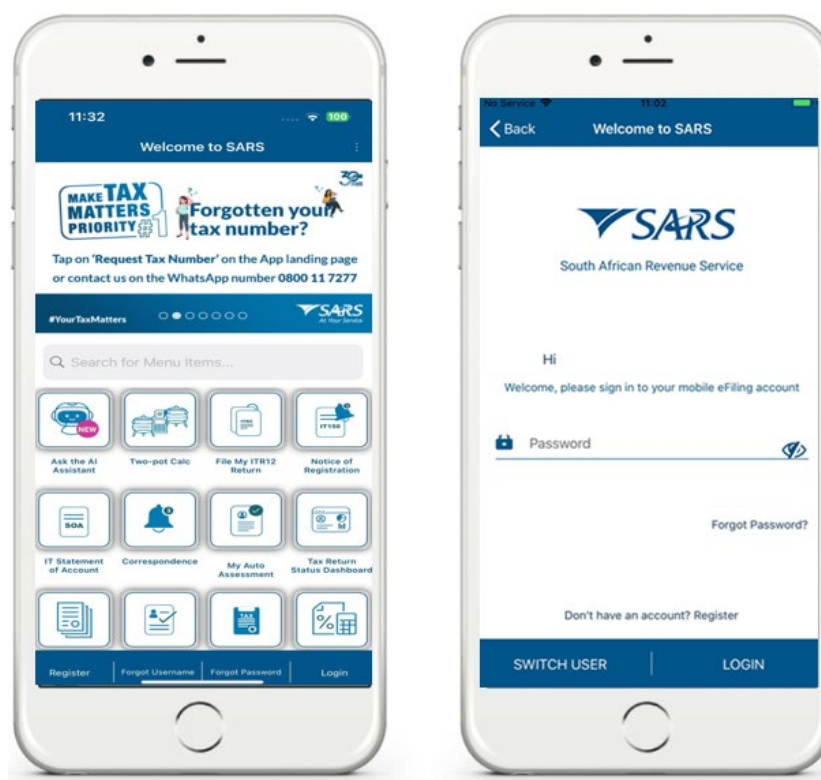 11:32
100
Welcome to SARS
MAKE TAX
MATTERS
PRIORITY #1
Forgotten your
tax number?
Tap on 'Request Tax Number' on the App landing page
or contact us on the WhatsApp number 0800 11 7277
#YourTaxMatters
SARS
At Your Service
Search for Menu Items...
NEW
IT150
Ask the AI
Assistant
Two-pot Calc
File My ITR12
Return
Notice of
Registration
SOA
IT Statement
of Account
Correspondence
My Auto
Assessment
Tax Return
Status Dashboard
TAX
%
Register
Forgot Username
Forgot Password
Login
No Service
11:02
Back
Welcome to SARS
SARS
South African Revenue Service
Hi
Welcome, please sign in to your mobile eFiling account
Password
Forgot Password?
Don't have an account? Register
SWITCH USER
LOGIN